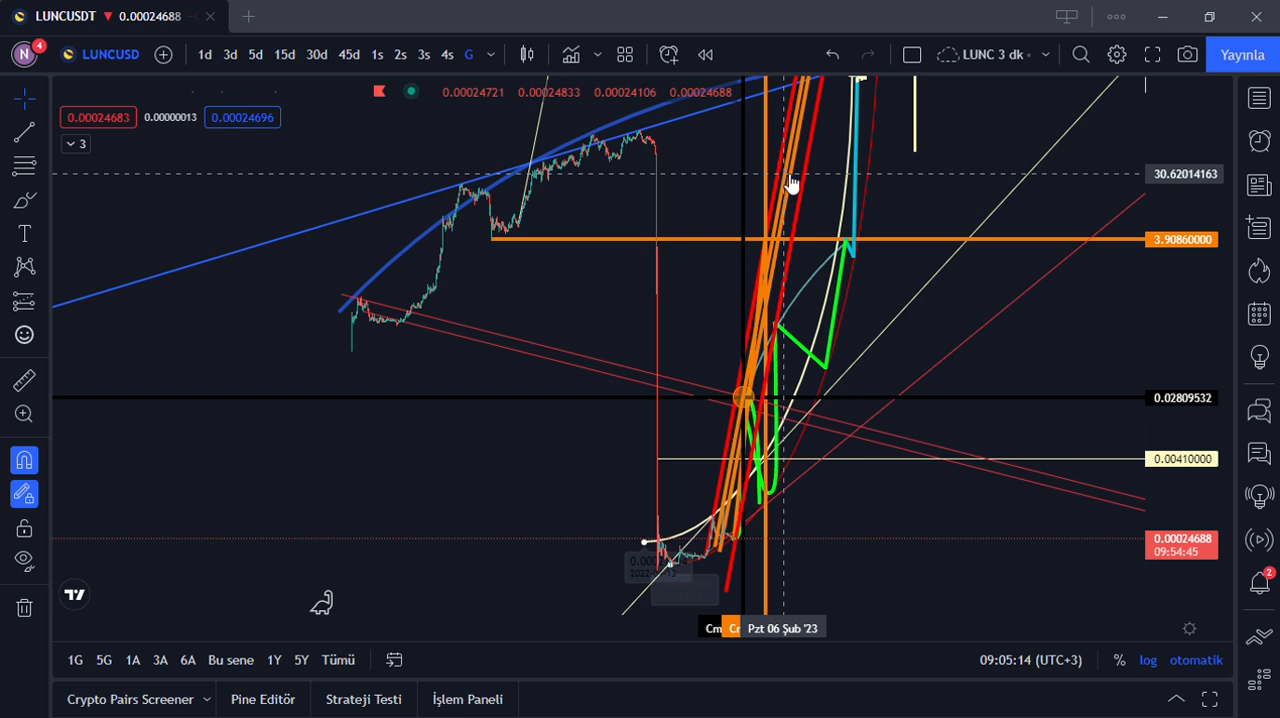 LUNCUSDT ▼ 0.00024688
N 4 LUNCUSD 1d 3d 5d 15d 30d 45d 1s 2s 3s 4s G LUNC 3 dk Yayınla
0.00024721 0.00024833 0.00024106 0.00024688
0.00024683 0.00000013 0.00024696
3
30.62014163
3.90860000
0.02809532
0.00410000
0.00024688
09:54:45
Pzt 06 Şub '23
1G 5G 1A 3A 6A Bu sene 1Y 5Y Tümü 09:05:14 (UTC+3) % log otomatik
Crypto Pairs Screener Pine Editör Strateji Testi İşlem Paneli
2